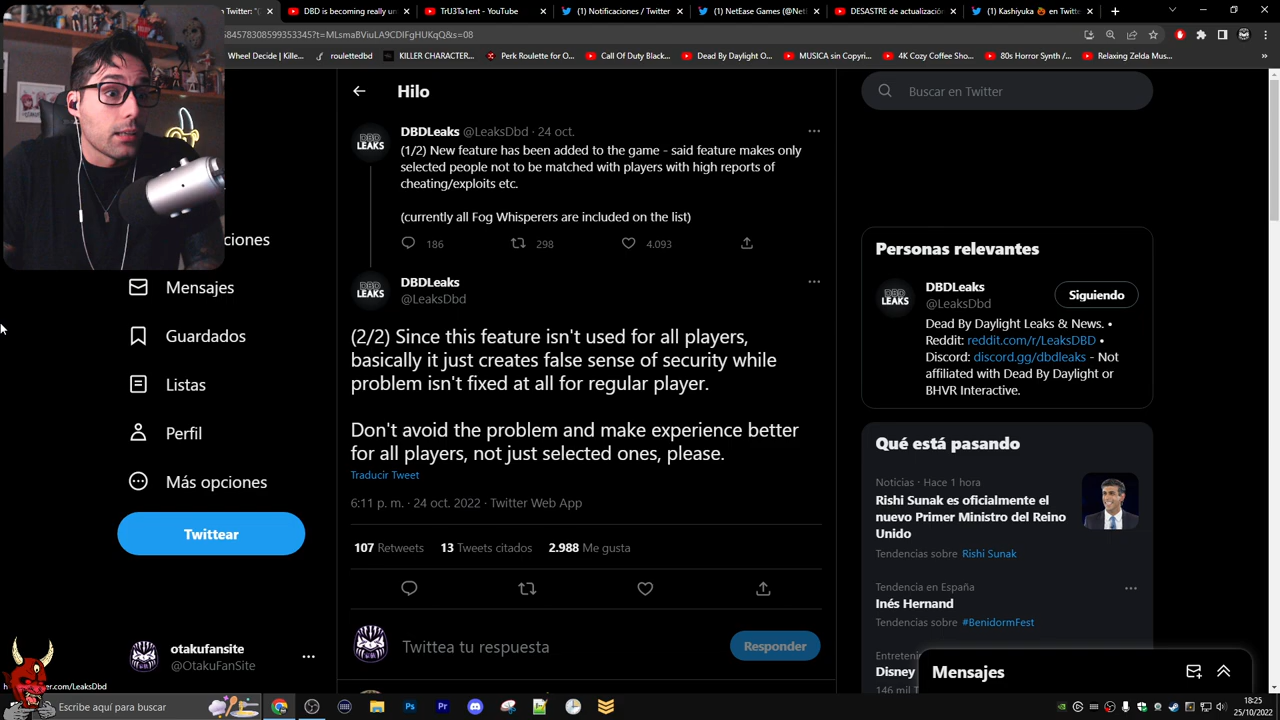 Twitter: "(
DBD is becoming really un
TrU3Ta1ent - YouTube
(1) Notificaciones / Twitter
(1) NetEase Games (@Net
DESASTRE de actualización
(1) Kashiyuka 🔥 en Twitter
84578308599353345?t=MLsmaBViuLA9CDIFgHUKqQ&s=08
Wheel Decide | Kille...
roulettedbd
KILLER CHARACTER...
Perk Roulette for O...
Call Of Duty Black...
Dead By Daylight O...
MUSICA sin Copyrig...
4K Cozy Coffee Sho...
80s Horror Synth /...
Relaxing Zelda Mus...
ciones
Mensajes
Guardados
Listas
Perfil
Más opciones
Twittear
otakufansite
@OtakuFanSite
Hilo
DBD LEAKS
DBDLeaks @LeaksDbd · 24 oct.
(1/2) New feature has been added to the game - said feature makes only
selected people not to be matched with players with high reports of
cheating/exploits etc.
(currently all Fog Whisperers are included on the list)
186 298 4.093
DBD LEAKS
DBDLeaks
@LeaksDbd
(2/2) Since this feature isn't used for all players,
basically it just creates false sense of security while
problem isn't fixed at all for regular player.
Don't avoid the problem and make experience better
for all players, not just selected ones, please.
Traducir Tweet
6:11 p. m. · 24 oct. 2022 · Twitter Web App
107 Retweets 13 Tweets citados 2.988 Me gusta
Twittea tu respuesta
Responder
Buscar en Twitter
Personas relevantes
DBD LEAKS
DBDLeaks
@LeaksDbd
Siguiendo
Dead By Daylight Leaks & News. •
Reddit: reddit.com/r/LeaksDBD •
Discord: discord.gg/dbdleaks - Not
affiliated with Dead By Daylight or
BHVR Interactive.
Qué está pasando
Noticias · Hace 1 hora
Rishi Sunak es oficialmente el
nuevo Primer Ministro del Reino
Unido
Tendencias sobre Rishi Sunak
Tendencia en España
Inés Hernand
Tendencias sobre #BenidormFest
Disney
146 mil T
Mensajes
er.com/LeaksDbd
Escribe aquí para buscar
18:25
25/10/2022